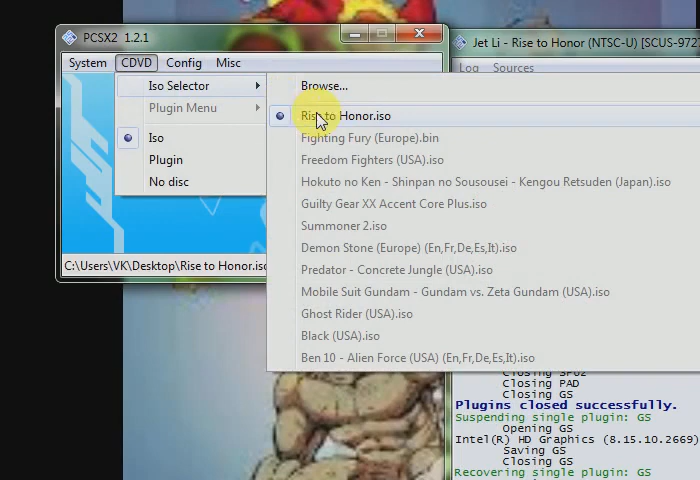 PCSX2 1.2.1
System CDVD Config Misc
Iso Selector
Plugin Menu
Iso
Plugin
No disc
C:\Users\VK\Desktop\Rise to Honor.iso
Browse...
Rise to Honor.iso
Fighting Fury (Europe).bin
Freedom Fighters (USA).iso
Hokuto no Ken - Shinpan no Sousousei - Kengou Retsuden (Japan).iso
Guilty Gear XX Accent Core Plus.iso
Summoner 2.iso
Demon Stone (Europe) (En,Fr,De,Es,It).iso
Predator - Concrete Jungle (USA).iso
Mobile Suit Gundam - Gundam vs. Zeta Gundam (USA).iso
Ghost Rider (USA).iso
Black (USA).iso
Ben 10 - Alien Force (USA) (En,Fr,De,Es,It).iso
Jet Li - Rise to Honor (NTSC-U) [SCUS-972
Log Sources
Closing SPU2
Closing PAD
Closing GS
Plugins closed successfully.
Suspending single plugin: GS
Opening GS
Intel(R) HD Graphics (8.15.10.2669)
Saving GS
Closing GS
Recovering single plugin: GS